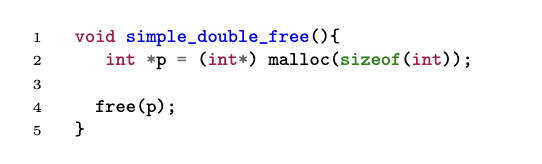 1 void simple_double_free(){
2 int *p = (int*) malloc(sizeof(int));
3
4 free(p);
5 }